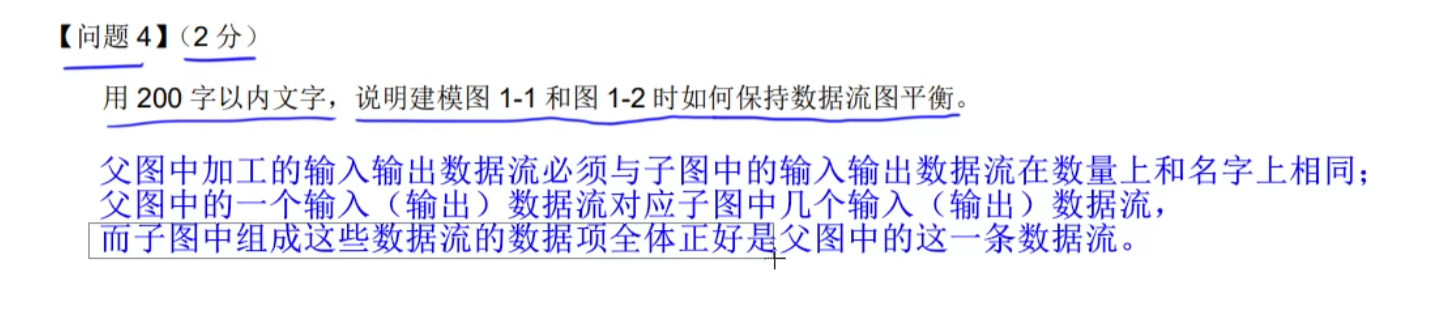 【问题 4】（2 分）
用 200 字以内文字，说明建模图 1-1 和图 1-2 时如何保持数据流图平衡。
父图中加工的输入输出数据流必须与子图中的输入输出数据流在数量上和名字上相同；
父图中的一个输入（输出）数据流对应子图中几个输入（输出）数据流，
而子图中组成这些数据流的数据项全体正好是父图中的这一条数据流。